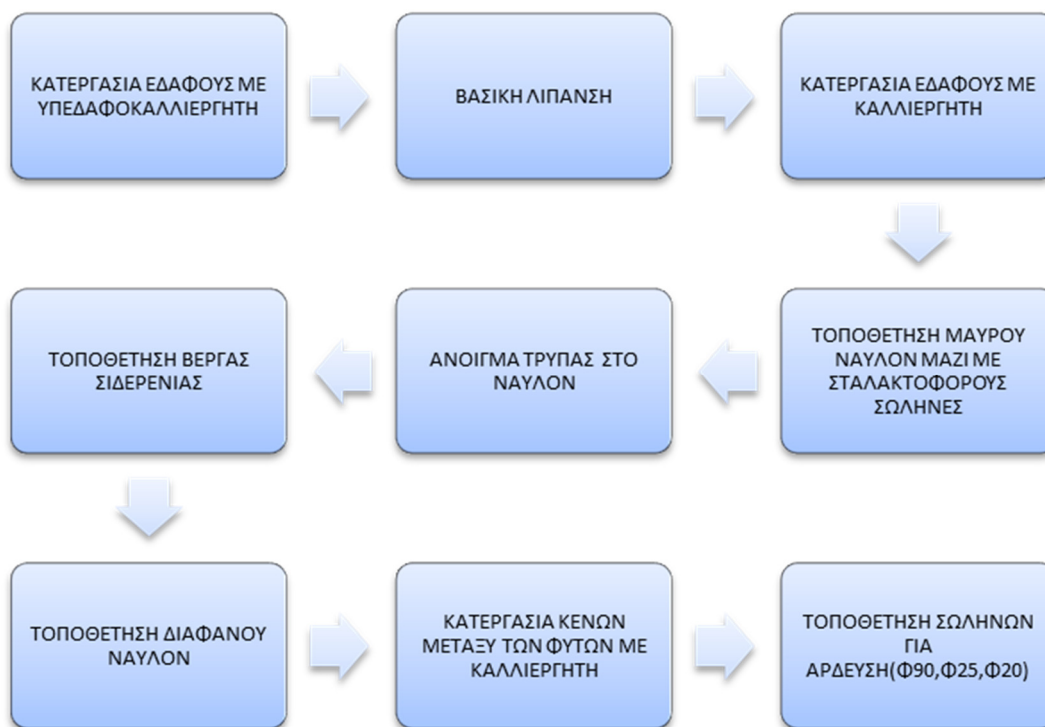 ΚΑΤΕΡΓΑΣΙΑ ΕΔΑΦΟΥΣ ΜΕ
ΥΠΕΔΑΦΟΚΑΛΛΙΕΡΓΗΤΗ
ΒΑΣΙΚΗ ΛΙΠΑΝΣΗ
ΚΑΤΕΡΓΑΣΙΑ ΕΔΑΦΟΥΣ ΜΕ
ΚΑΛΛΙΕΡΓΗΤΗ
ΤΟΠΟΘΕΤΗΣΗ ΜΑΥΡΟΥ
ΝΑΥΛΟΝ ΜΑΖΙ ΜΕ
ΣΤΑΛΑΚΤΟΦΟΡΟΥΣ
ΣΩΛΗΝΕΣ
ΑΝΟΙΓΜΑ ΤΡΥΠΑΣ ΣΤΟ
ΝΑΥΛΟΝ
ΤΟΠΟΘΕΤΗΣΗ ΒΕΡΓΑΣ
ΣΙΔΕΡΕΝΙΑΣ
ΤΟΠΟΘΕΤΗΣΗ ΔΙΑΦΑΝΟΥ
ΝΑΥΛΟΝ
ΚΑΤΕΡΓΑΣΙΑ ΚΕΝΩΝ
ΜΕΤΑΞΥ ΤΩΝ ΦΥΤΩΝ ΜΕ
ΚΑΛΛΙΕΡΓΗΤΗ
ΤΟΠΟΘΕΤΗΣΗ ΣΩΛΗΝΩΝ
ΓΙΑ
ΑΡΔΕΥΣΗ(Φ90,Φ25,Φ20)